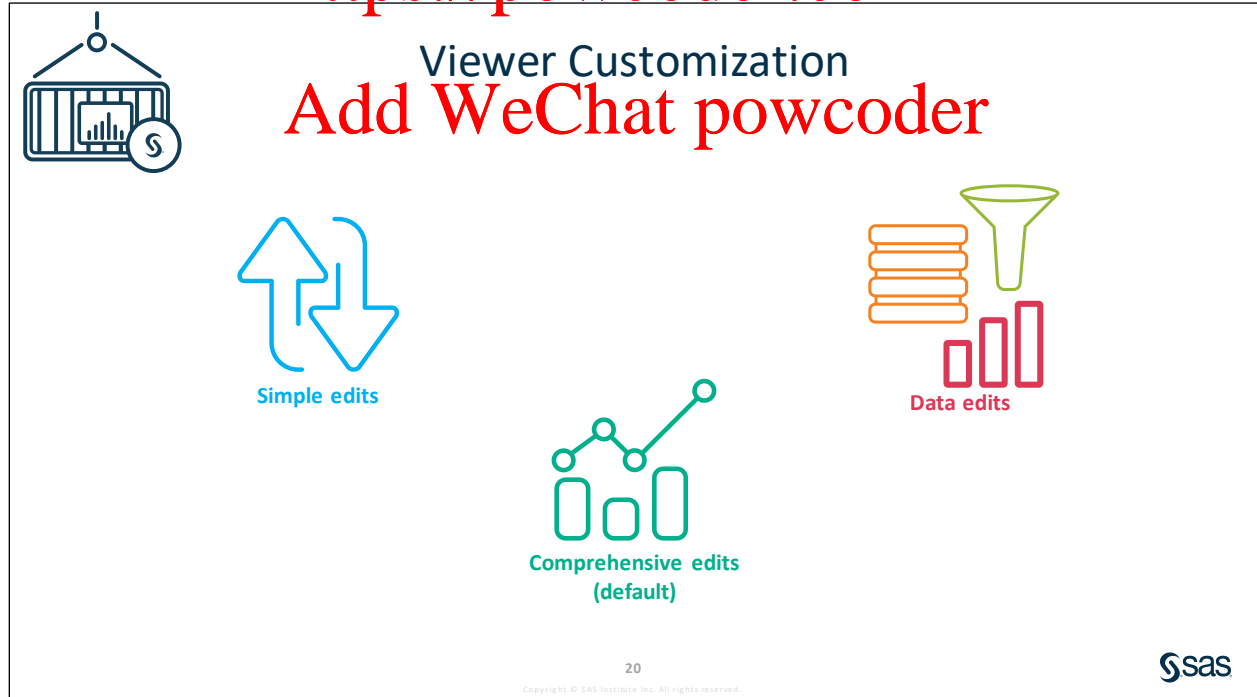 Viewer Customization
Add WeChat powcoder
Simple edits
Data edits
Comprehensive edits
(default)
20
Copyright © SAS Institute Inc. All rights reserved.
S
sas